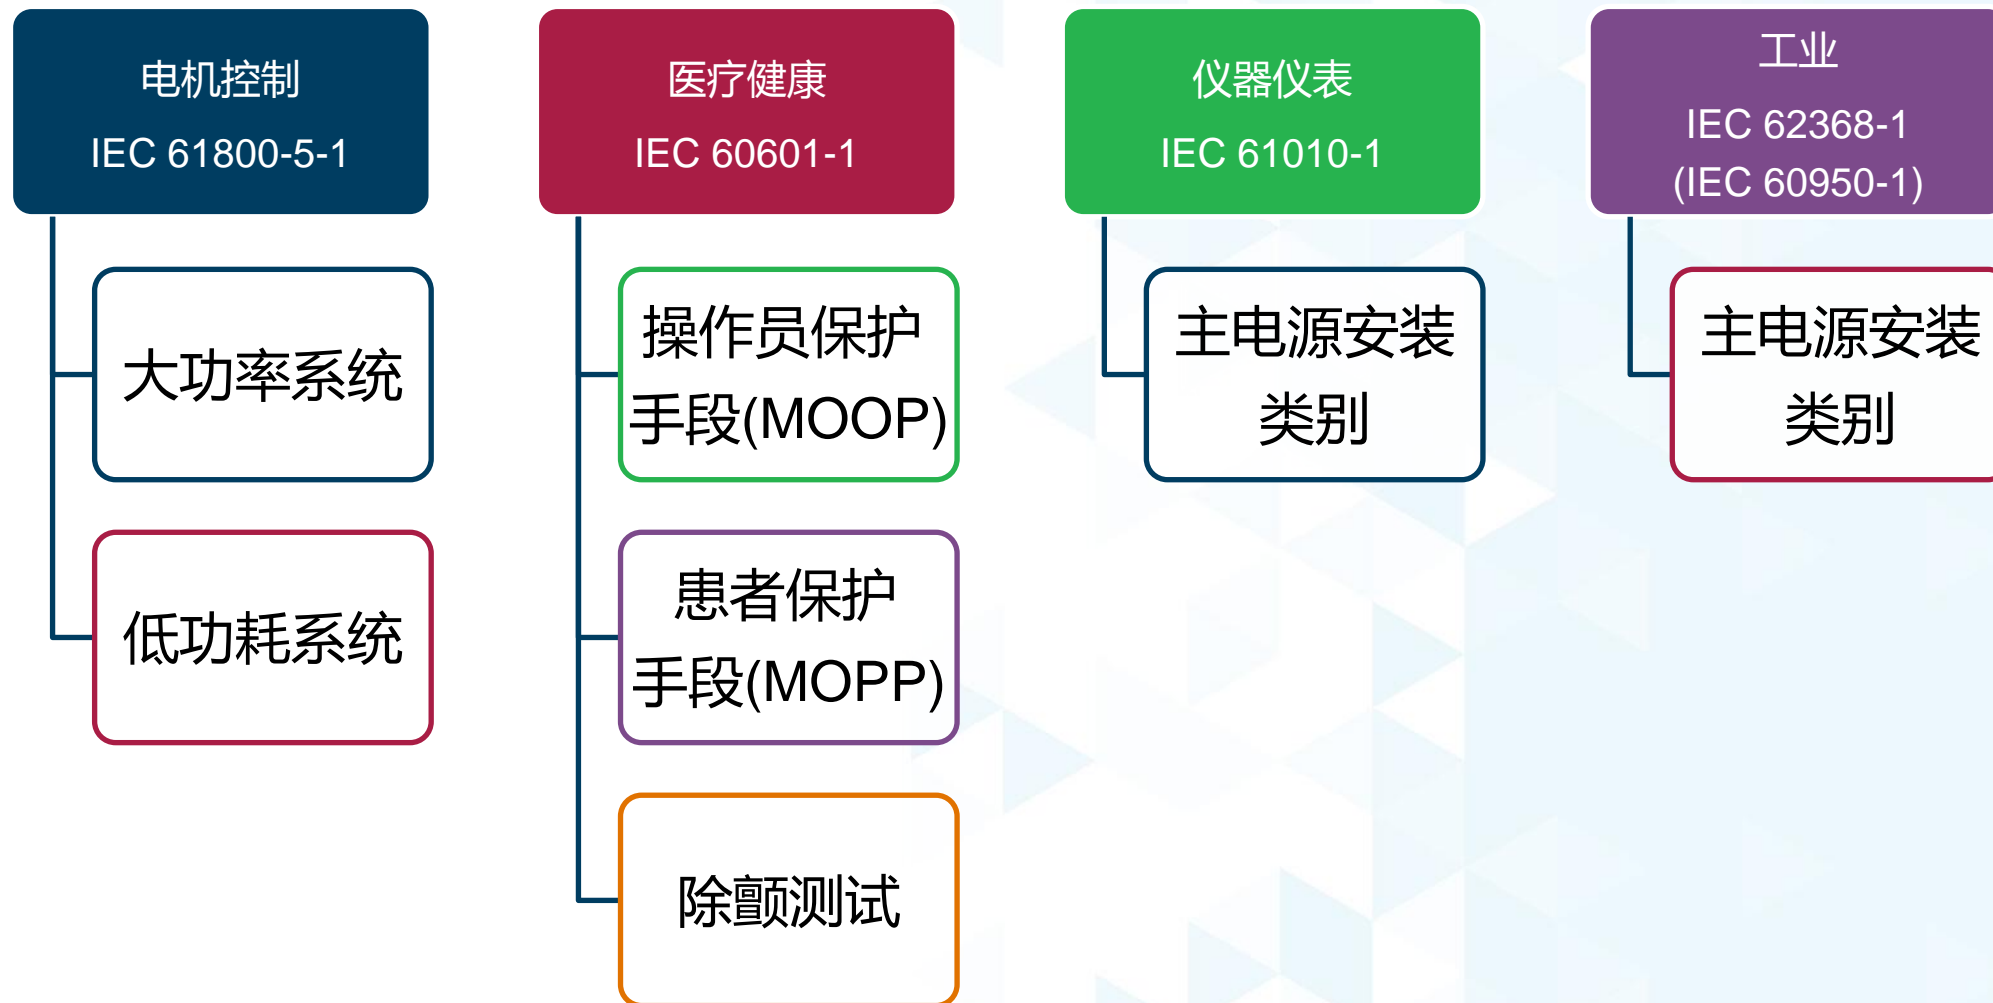 电机控制
IEC 61800-5-1
大功率系统
低功耗系统
医疗健康
IEC 60601-1
操作员保护
手段(MOOP)
患者保护
手段(MOPP)
除颤测试
仪器仪表
IEC 61010-1
主电源安装
类别
工业
IEC 62368-1
(IEC 60950-1)
主电源安装
类别